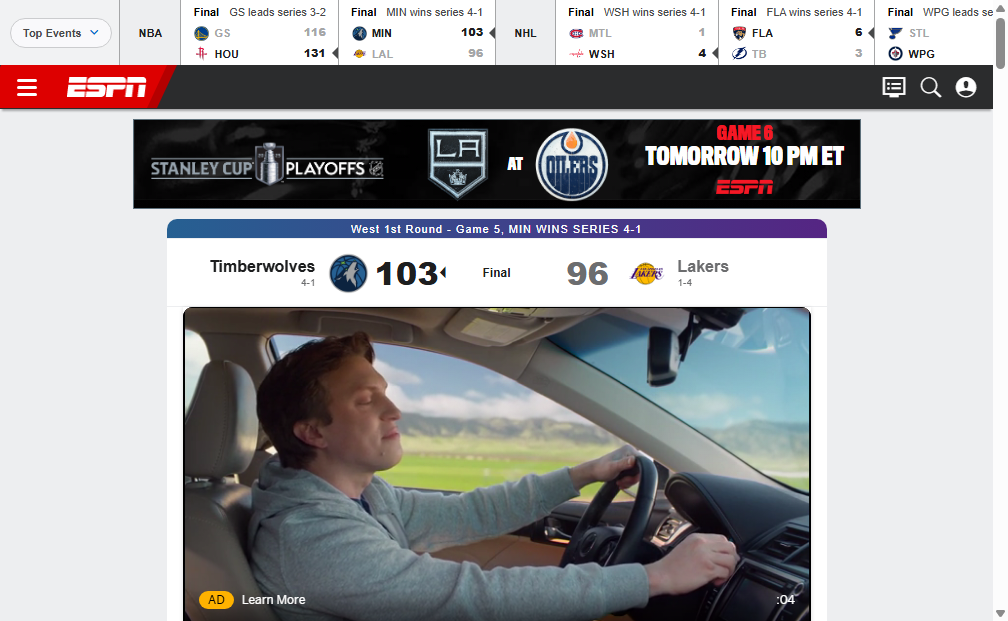 Top Events
NBA
Final GS leads series 3-2
GS 116
HOU 131
Final MIN wins series 4-1
MIN 103
LAL 96
NHL
Final WSH wins series 4-1
MTL 1
WSH 4
Final FLA wins series 4-1
FLA 6
TB 3
Final WPG leads se
STL
WPG
ESPN
STANLEY CUP PLAYOFFS
LA
AT
OILERS
GAME 6
TOMORROW 10 PM ET
ESPN
West 1st Round - Game 5, MIN WINS SERIES 4-1
Timberwolves
4-1
103
Final
96
LAKERS
Lakers
1-4
AD Learn More
:04